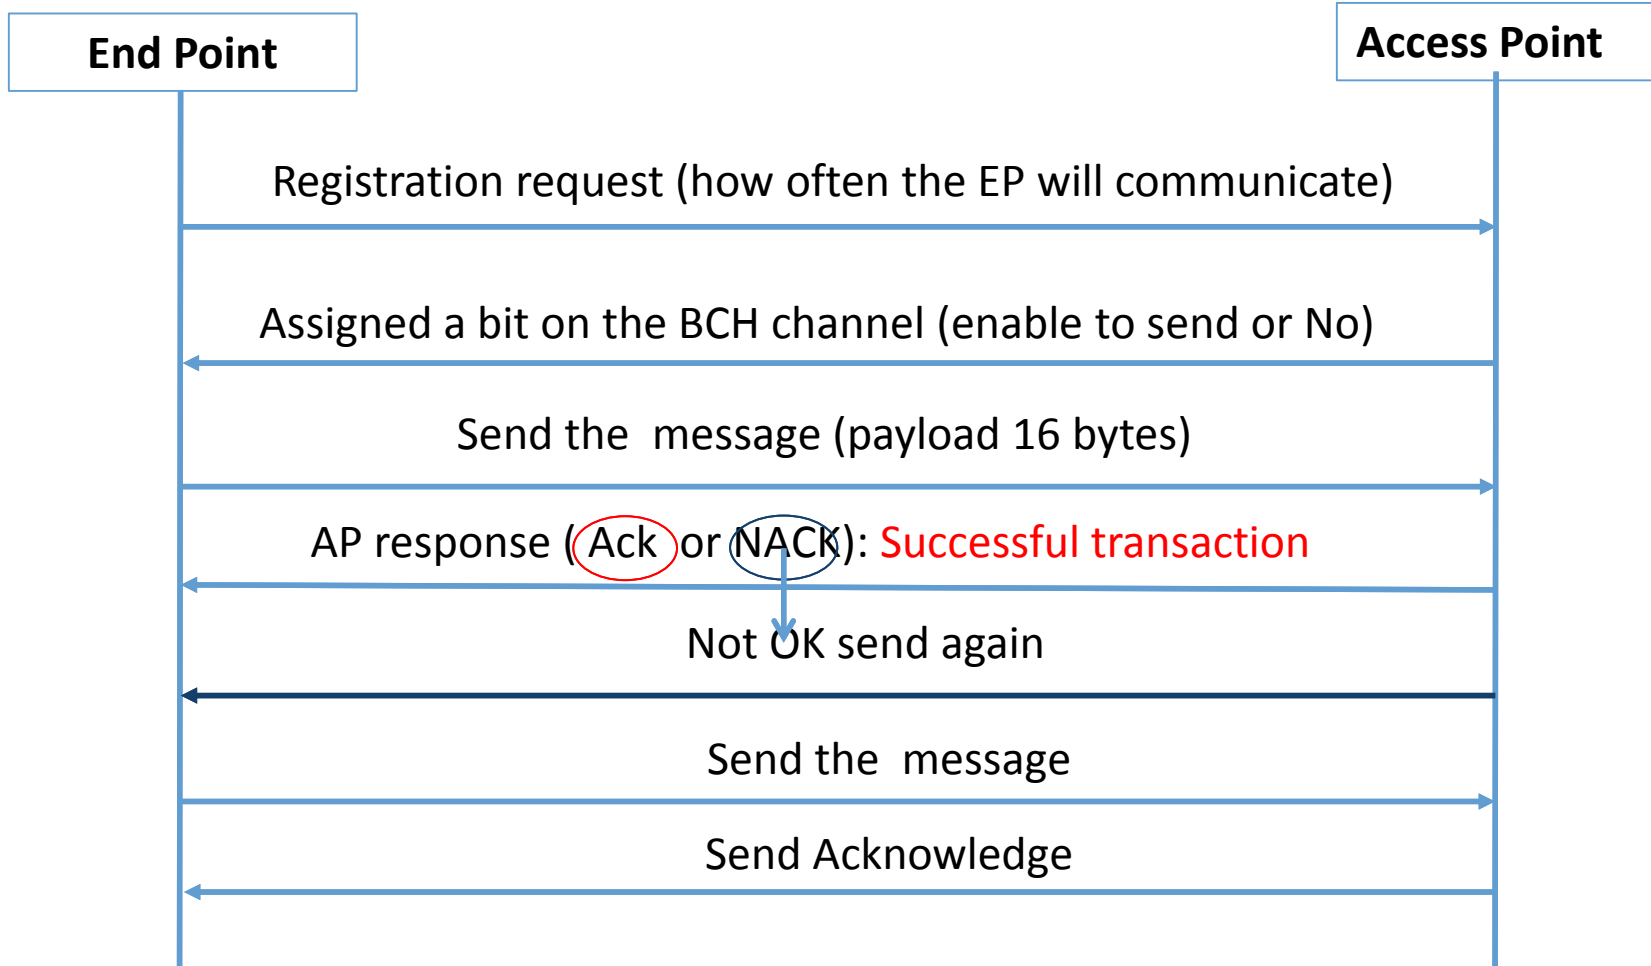 End Point
Access Point
Registration request (how often the EP will communicate)
Assigned a bit on the BCH channel (enable to send or No)
Send the  message (payload 16 bytes)
AP response ( Ack  or NACK): Successful transaction
Not OK send again
Send the  message
Send Acknowledge